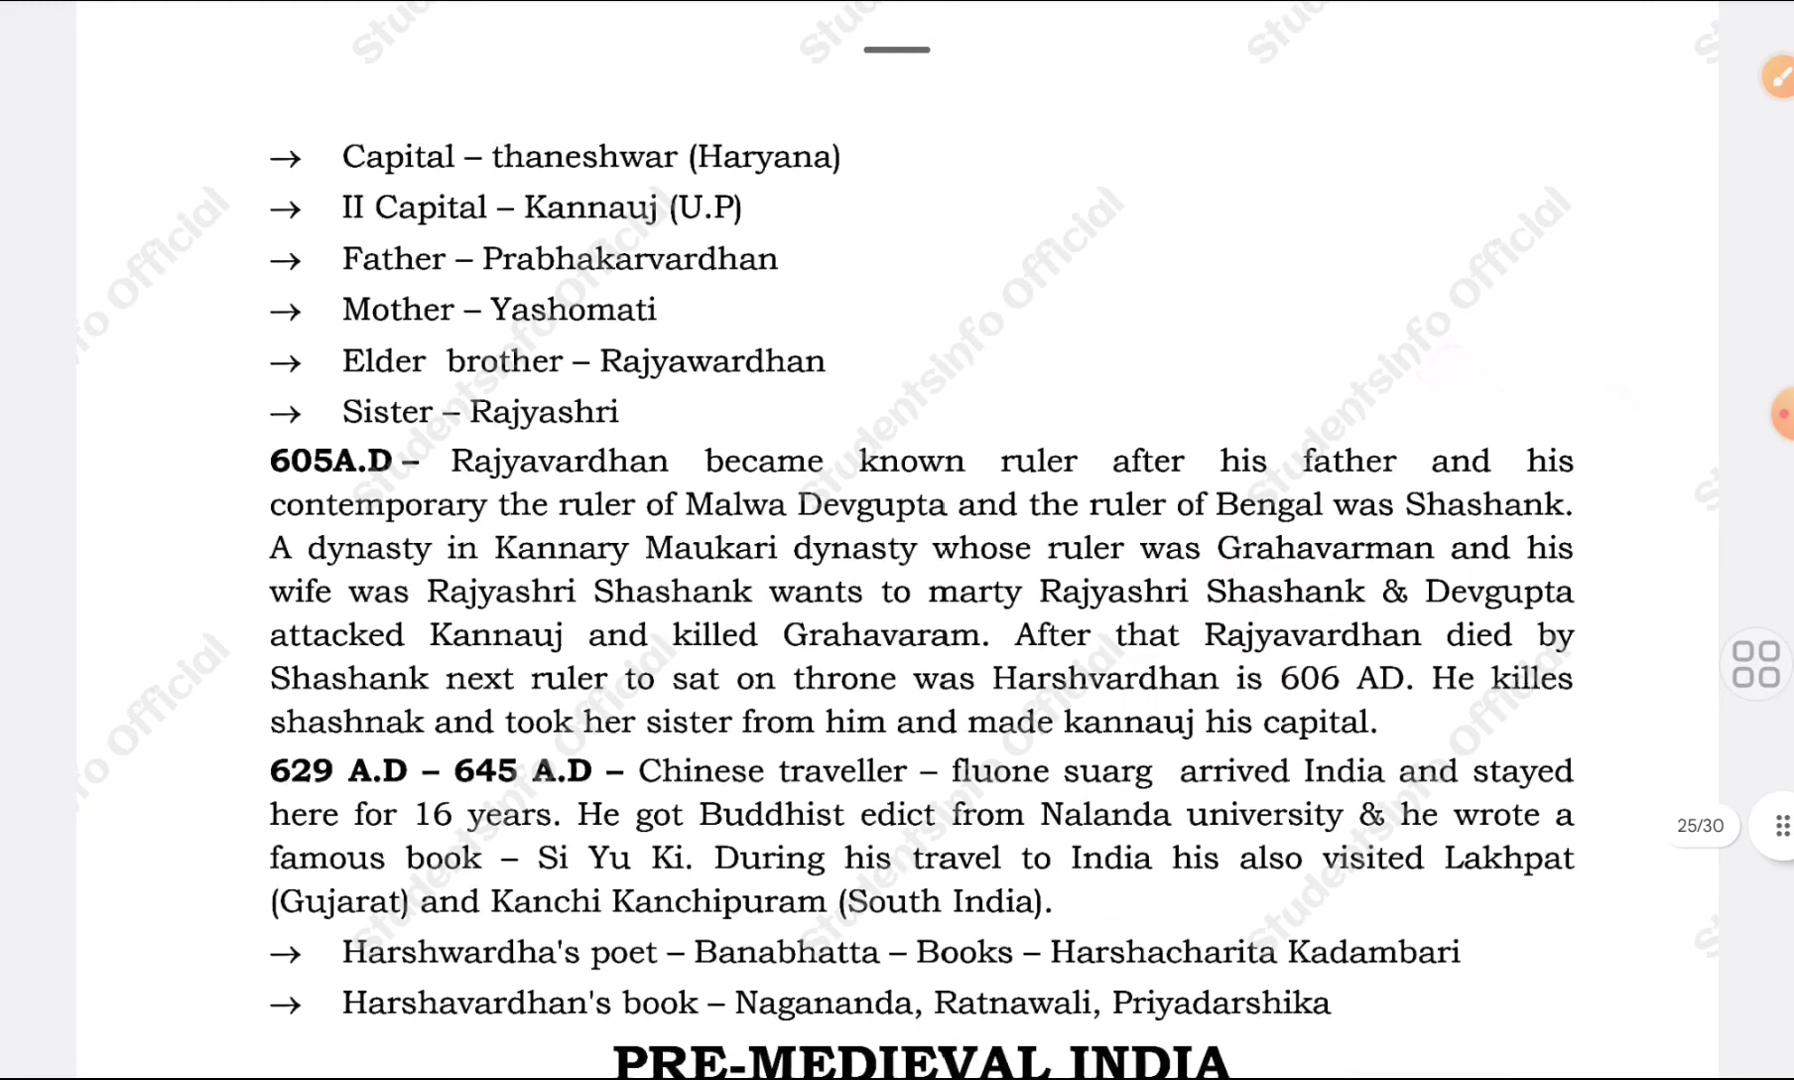 → Capital – thaneshwar (Haryana)
→ II Capital – Kannauj (U.P)
→ Father – Prabhakarvardhan
→ Mother – Yashomati
→ Elder brother – Rajyawardhan
→ Sister – Rajyashri
605A.D – Rajyavardhan became known ruler after his father and his
contemporary the ruler of Malwa Devgupta and the ruler of Bengal was Shashank.
A dynasty in Kannary Maukari dynasty whose ruler was Grahavarman and his
wife was Rajyashri Shashank wants to marty Rajyashri Shashank & Devgupta
attacked Kannauj and killed Grahavaram. After that Rajyavardhan died by
Shashank next ruler to sat on throne was Harshvardhan is 606 AD. He killes
shashnak and took her sister from him and made kannauj his capital.
629 A.D – 645 A.D – Chinese traveller – fluone suarg arrived India and stayed
here for 16 years. He got Buddhist edict from Nalanda university & he wrote a
famous book – Si Yu Ki. During his travel to India his also visited Lakhpat
(Gujarat) and Kanchi Kanchipuram (South India).
→ Harshwardha's poet – Banabhatta – Books – Harshacharita Kadambari
→ Harshavardhan's book – Nagananda, Ratnawali, Priyadarshika
PRE-MEDIEVAL INDIA
25/30
Studentsinfo Official